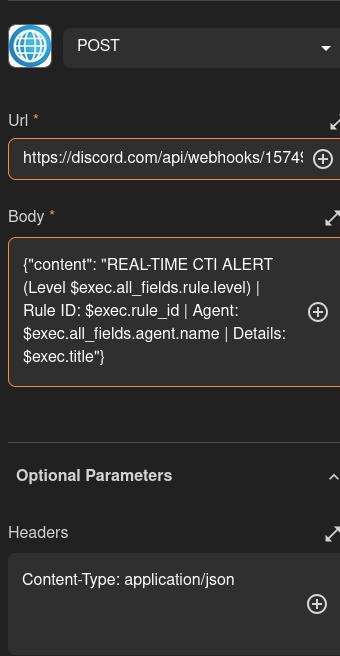 POST
Url *
https://discord.com/api/webhooks/1574
Body *
{"content": "REAL-TIME CTI ALERT
(Level $exec.all_fields.rule.level) |
Rule ID: $exec.rule_id | Agent:
$exec.all_fields.agent.name | Details:
$exec.title"}
Optional Parameters
Headers
Content-Type: application/json